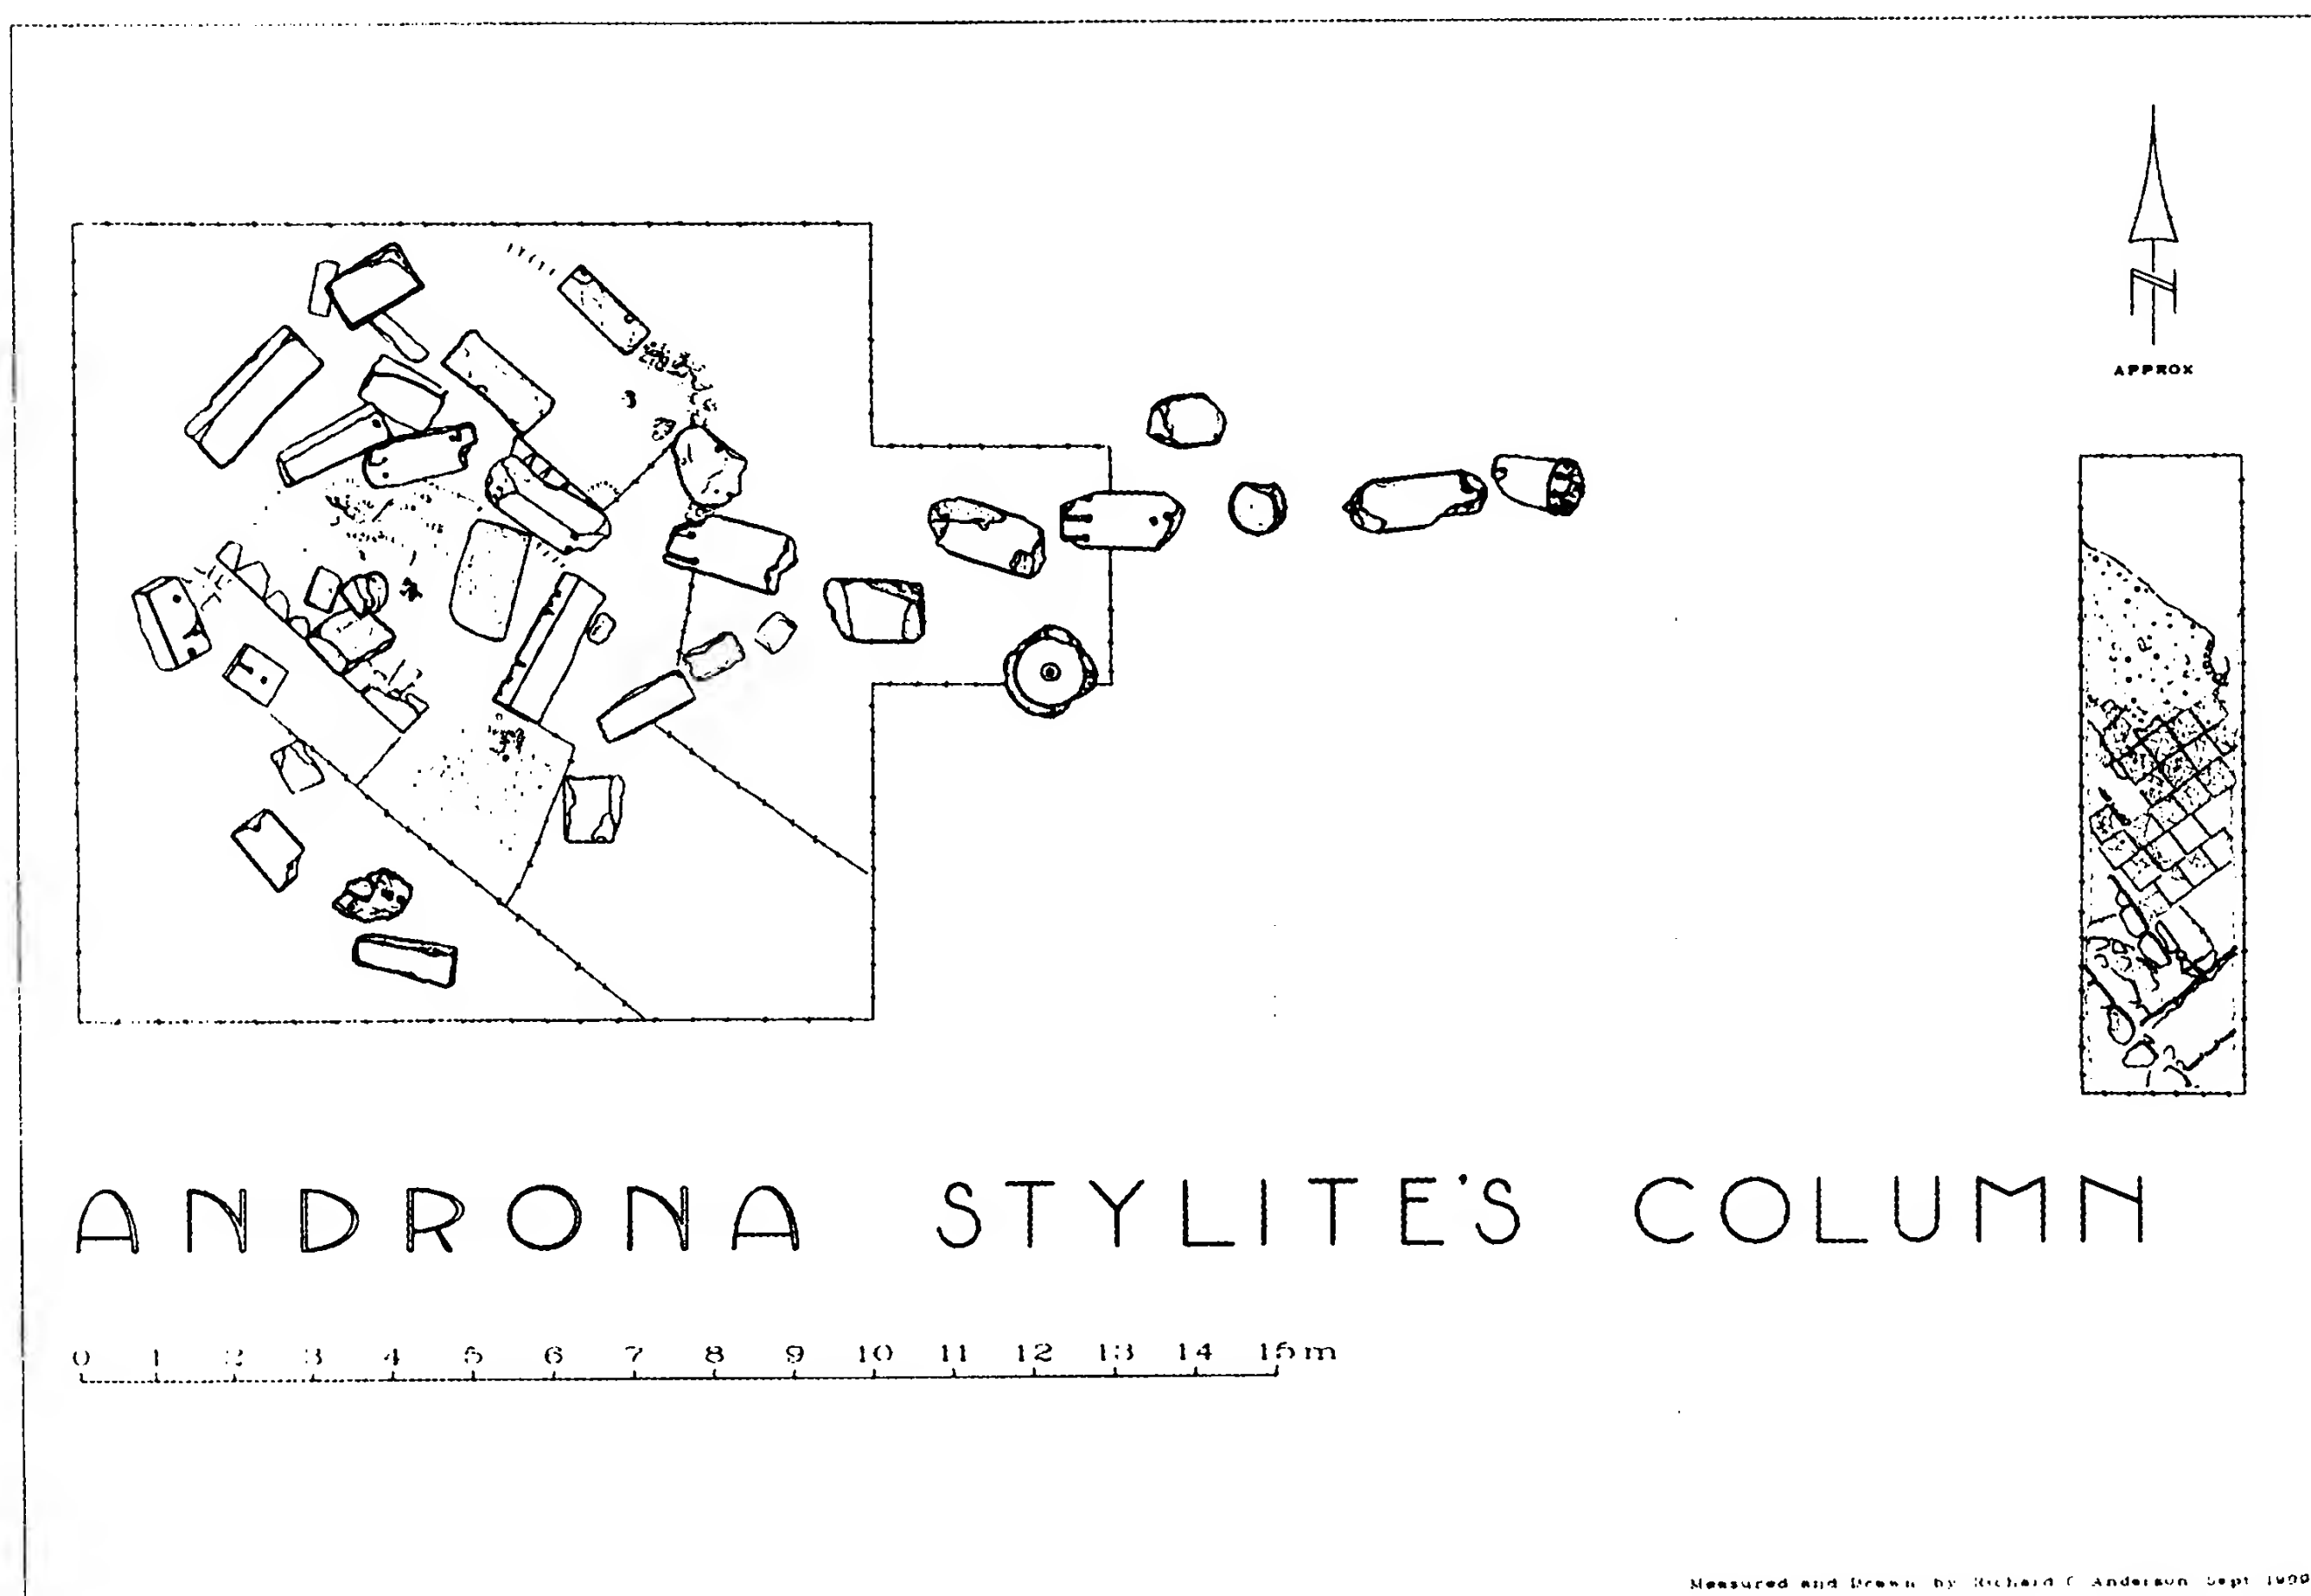 N
APPROX
ANDRONA STYLITE'S COLUMN
0 1 2 3 4 5 6 7 8 9 10 11 12 13 14 15m
Measured and Drawn by Richard C Anderson Sept